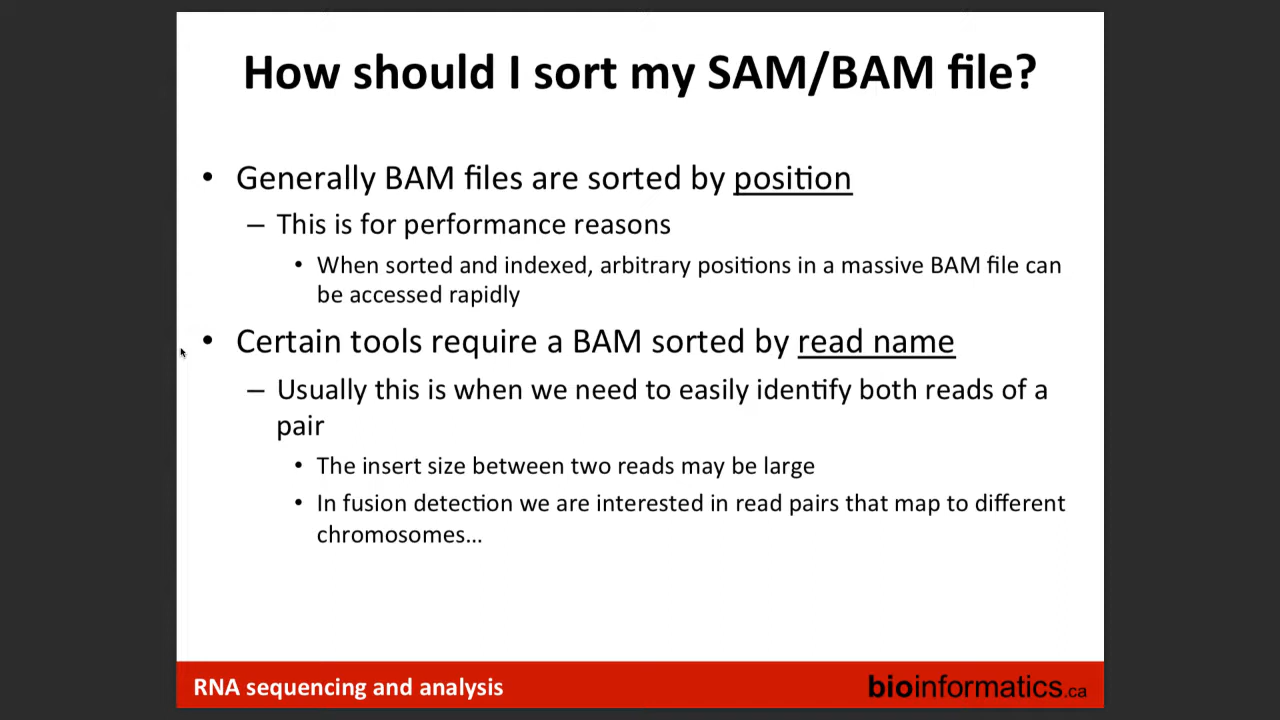 How should I sort my SAM/BAM file?
• Generally BAM files are sorted by position
– This is for performance reasons
• When sorted and indexed, arbitrary positions in a massive BAM file can
be accessed rapidly
• Certain tools require a BAM sorted by read name
– Usually this is when we need to easily identify both reads of a
pair
• The insert size between two reads may be large
• In fusion detection we are interested in read pairs that map to different
chromosomes…
RNA sequencing and analysis
bioinformatics.ca